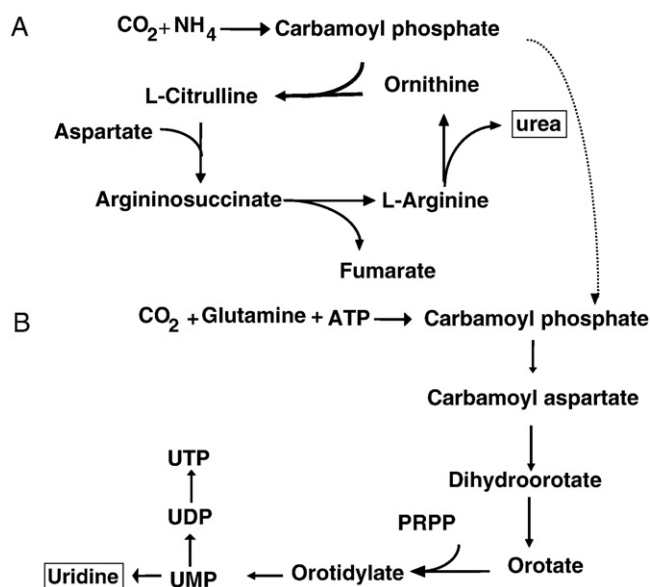 A
CO2+NH4 Carbamoyl phosphate
L-Citrulline Ornithine
Aspartate urea
Argininosuccinate L-Arginine
Fumarate
B
CO2 + Glutamine + ATP Carbamoyl phosphate
Carbamoyl aspartate
UTP
Dihydroorotate
UDP PRPP
Uridine UMP Orotidylate Orotate